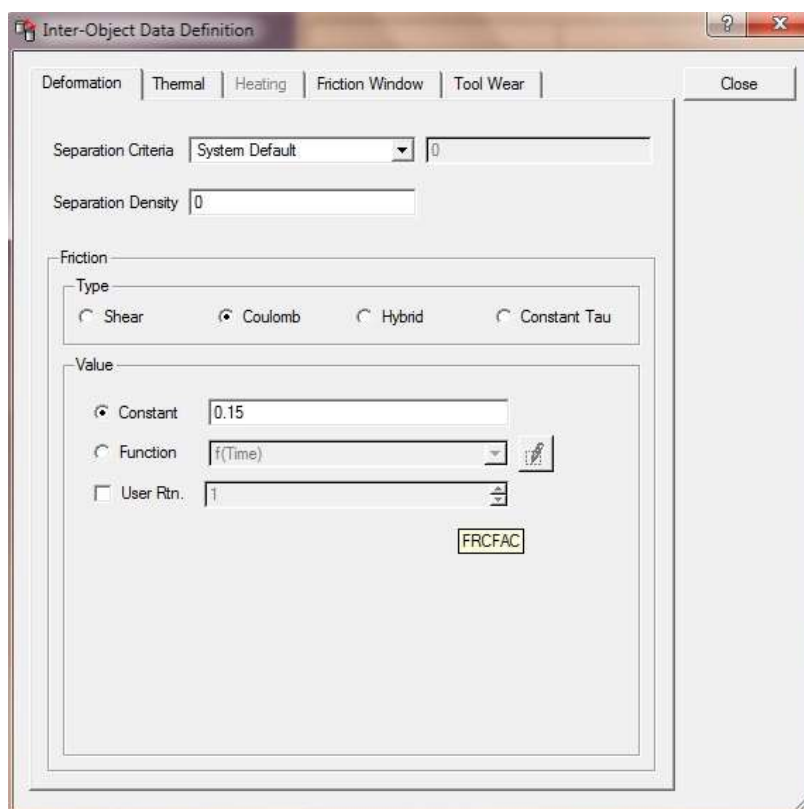 Inter-Object Data Definition
Deformation Thermal Heating Friction Window Tool Wear Close
Separation Criteria System Default 0
Separation Density 0
Friction
Type
Shear Coulomb Hybrid Constant Tau
Value
Constant 0.15
Function f(Time)
User Rtn. 1
FRCFAC